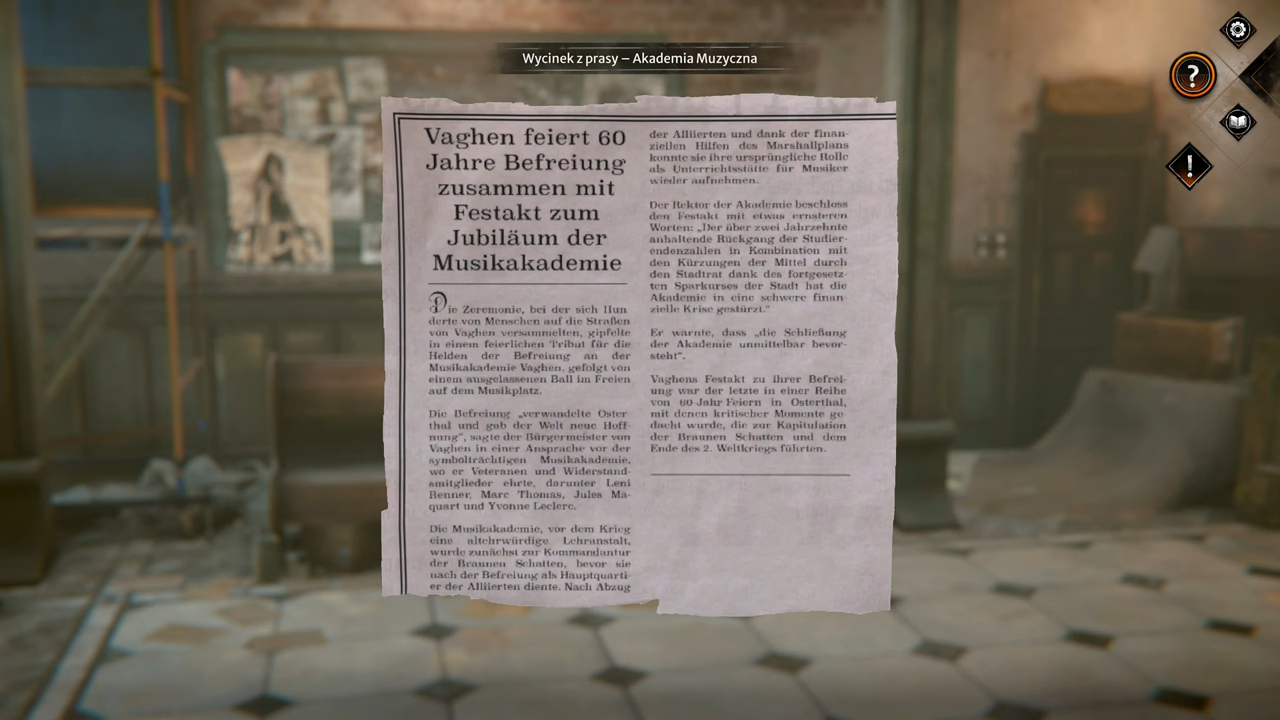 Wycinek z prasy – Akademia Muzyczna
Vaghen feiert 60
Jahre Befreiung
zusammen mit
Festakt zum
Jubiläum der
Musikakademie
Die Zeremonie, bei der sich Hun
derte von Menschen auf die Straßen
von Vaghen versammelten, gipfelte
in einem feierlichen Tribut für die
Helden der Befreiung an der
Musikakademie Vaghen, gefolgt von
einem ausgelassenen Ball im Freien
auf dem Musikplatz.
Die Befreiung „verwandelte Oster
thal und gab der Welt neue Hoff-
nung“, sagte der Bürgermeister von
Vaghen in einer Ansprache vor der
symbolträchtigen Musikakademie,
wo er Veteranen und Widerstand-
smitglieder ehrte, darunter Leni
Renner, Marc Thomas, Jules Ma-
quart und Yvonne Leclerc.
Die Musikakademie, vor dem Krieg
eine altehrwürdige Lehranstalt,
wurde zunächst zur Kommandantur
der Braunen Schatten, bevor sie
nach der Befreiung als Hauptquarti-
er der Alliierten diente. Nach Abzug
der Alliierten und dank der finan-
ziellen Hilfen des Marshallplans
konnte sie ihre ursprüngliche Rolle
als Unterrichtsstätte für Musiker
wieder aufnehmen.
Der Rektor der Akademie beschloss
den Festakt mit etwas ernsteren
Worten: „Der über zwei Jahrzehnte
anhaltende Rückgang der Studier-
endenzahlen in Kombination mit
den Kürzungen der Mittel durch
den Stadtrat dank des fortgesetz-
ten Sparkurses der Stadt hat die
Akademie in eine schwere finan-
zielle Krise gestürzt.“
Er warnte, dass „die Schließung
der Akademie unmittelbar bevor-
steht“.
Vaghens Festakt zu ihrer Befrei-
ung war der letzte in einer Reihe
von 60-Jahr-Feiern in Osterthal,
mit denen kritischer Momente ge-
dacht wurde, die zur Kapitulation
der Braunen Schatten und dem
Ende des 2. Weltkriegs führten.